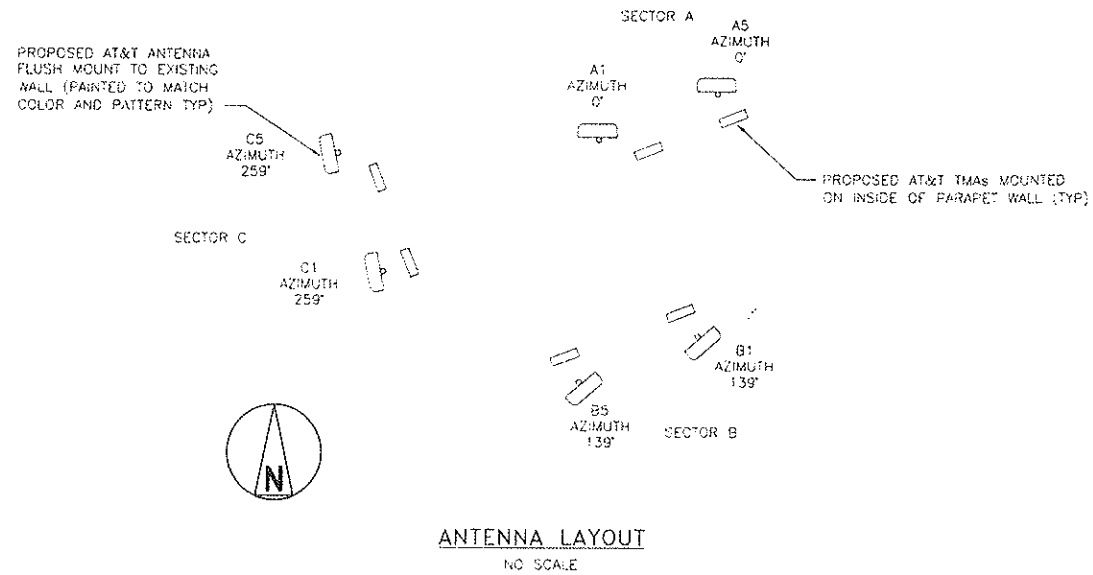 SECTOR A
A5
AZIMUTH
0°
PROPOSED AT&T ANTENNA
FLUSH MOUNT TO EXISTING
WALL (PAINTED TO MATCH
COLOR AND PATTERN TYP)
A1
AZIMUTH
0°
C5
AZIMUTH
259°
PROPOSED AT&T TMAs MOUNTED
ON INSIDE OF PARAPET WALL (TYP)
SECTOR C
C1
AZIMUTH
259°
B1
AZIMUTH
139°
B5
AZIMUTH
139°
SECTOR B
N
ANTENNA LAYOUT
NO SCALE